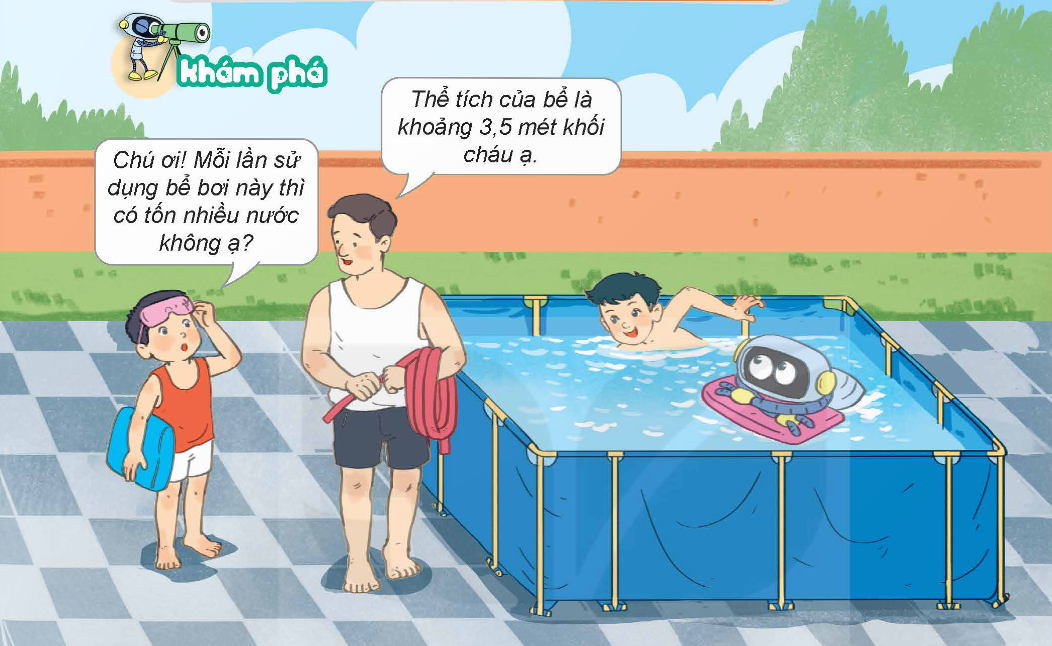 khám phá
Thể tích của bể là
khoảng 3,5 mét khối
cháu ạ.
Chú ơi! Mỗi lần sử
dụng bể bơi này thì
có tốn nhiều nước
không ạ?